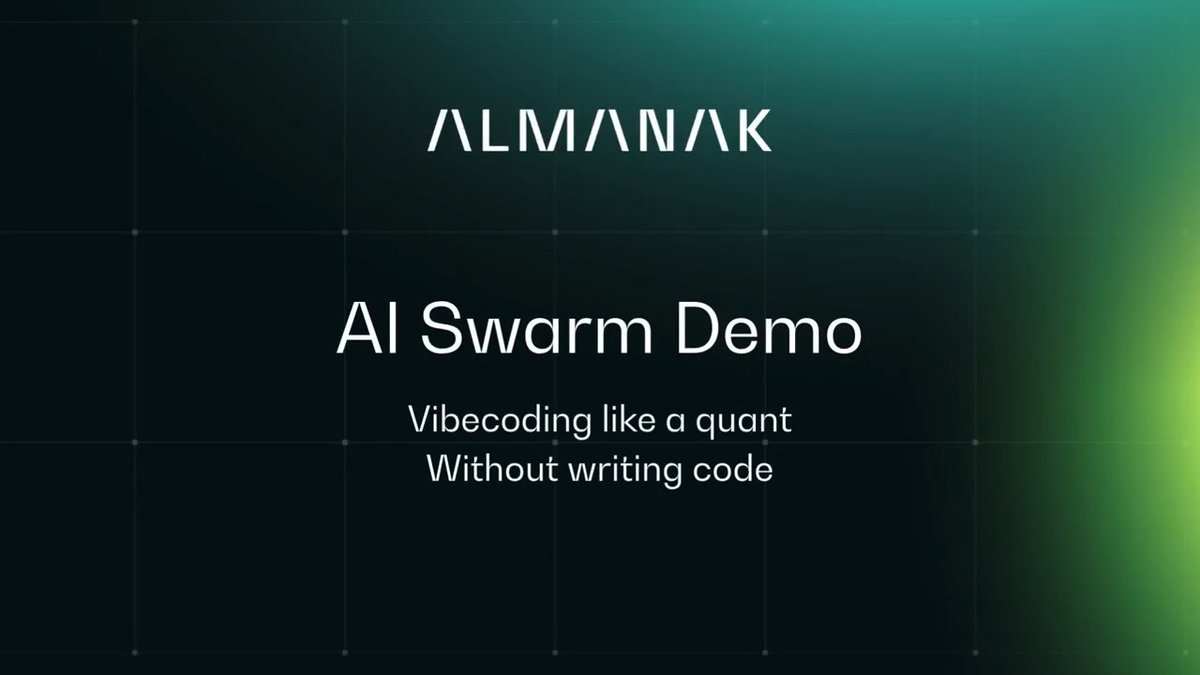 ALMANAK
AI Swarm Demo
Vibecoding like a quant
Without writing code